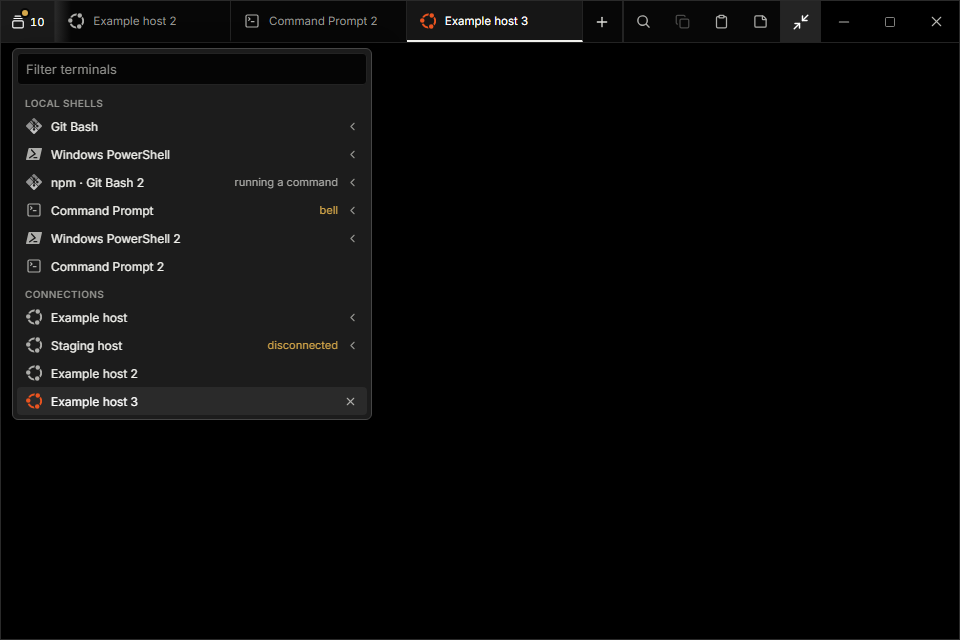 10
Example host 2
Command Prompt 2
Example host 3
Filter terminals
LOCAL SHELLS
Git Bash
Windows PowerShell
npm · Git Bash 2 running a command
Command Prompt bell
Windows PowerShell 2
Command Prompt 2
CONNECTIONS
Example host
Staging host disconnected
Example host 2
Example host 3